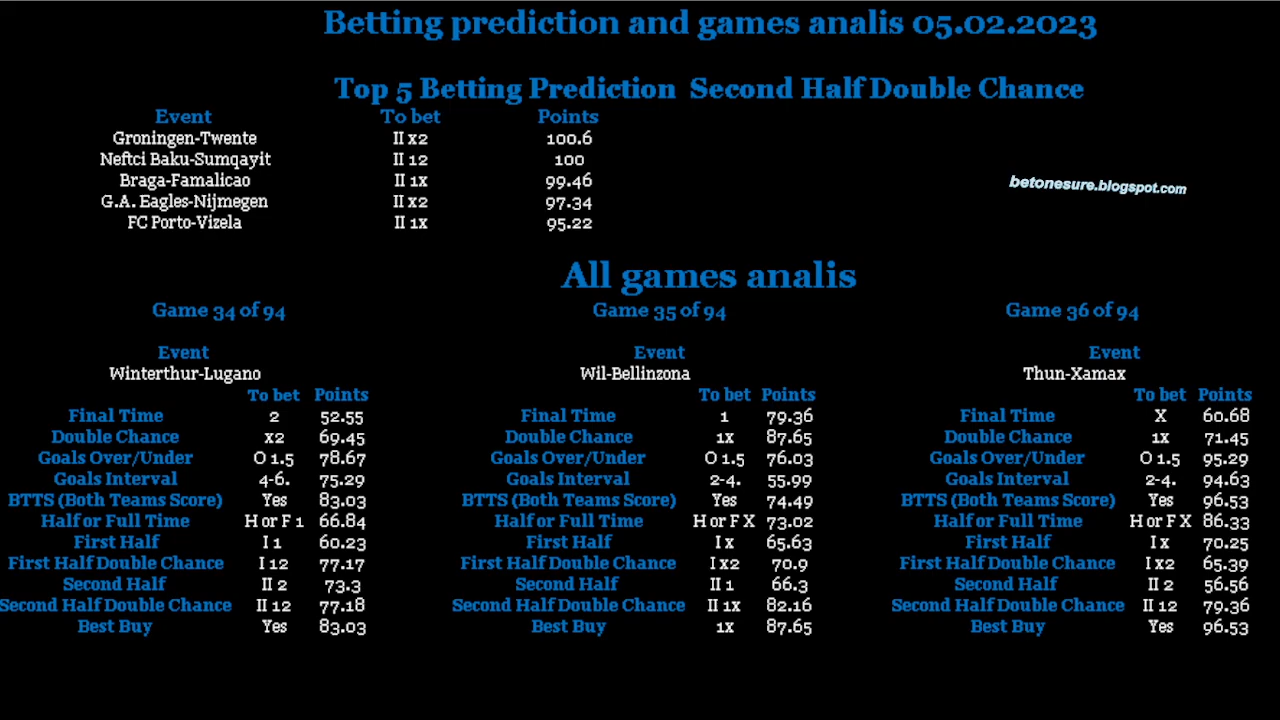 Betting prediction and games analis 05.02.2023
Top 5 Betting Prediction Second Half Double Chance
Event To bet Points
Groningen-Twente II x2 100.6
Neftci Baku-Sumqayit II 12 100
Braga-Famalicao II 1x 99.46
G.A. Eagles-Nijmegen II x2 97.34
FC Porto-Vizela II 1x 95.22
betonesure.blogspot.com
All games analis
Game 34 of 94
Event
Winterthur-Lugano
To bet Points
Final Time 2 52.55
Double Chance x2 69.45
Goals Over/Under O 1.5 78.67
Goals Interval 4-6. 75.29
BTTS (Both Teams Score) Yes 83.03
Half or Full Time H or F 1 66.84
First Half I 1 60.23
First Half Double Chance I 12 77.17
Second Half II 2 73.3
Second Half Double Chance II 12 77.18
Best Buy Yes 83.03
Game 35 of 94
Event
Wil-Bellinzona
To bet Points
Final Time 1 79.36
Double Chance 1x 87.65
Goals Over/Under O 1.5 76.03
Goals Interval 2-4. 55.99
BTTS (Both Teams Score) Yes 74.49
Half or Full Time H or F X 73.02
First Half I x 65.63
First Half Double Chance I x2 70.9
Second Half II 1 66.3
Second Half Double Chance II 1x 82.16
Best Buy 1x 87.65
Game 36 of 94
Event
Thun-Xamax
To bet Points
Final Time X 60.68
Double Chance 1x 71.45
Goals Over/Under O 1.5 95.29
Goals Interval 2-4. 94.63
BTTS (Both Teams Score) Yes 96.53
Half or Full Time H or F X 86.33
First Half I x 70.25
First Half Double Chance I x2 65.39
Second Half II 2 56.56
Second Half Double Chance II 12 79.36
Best Buy Yes 96.53